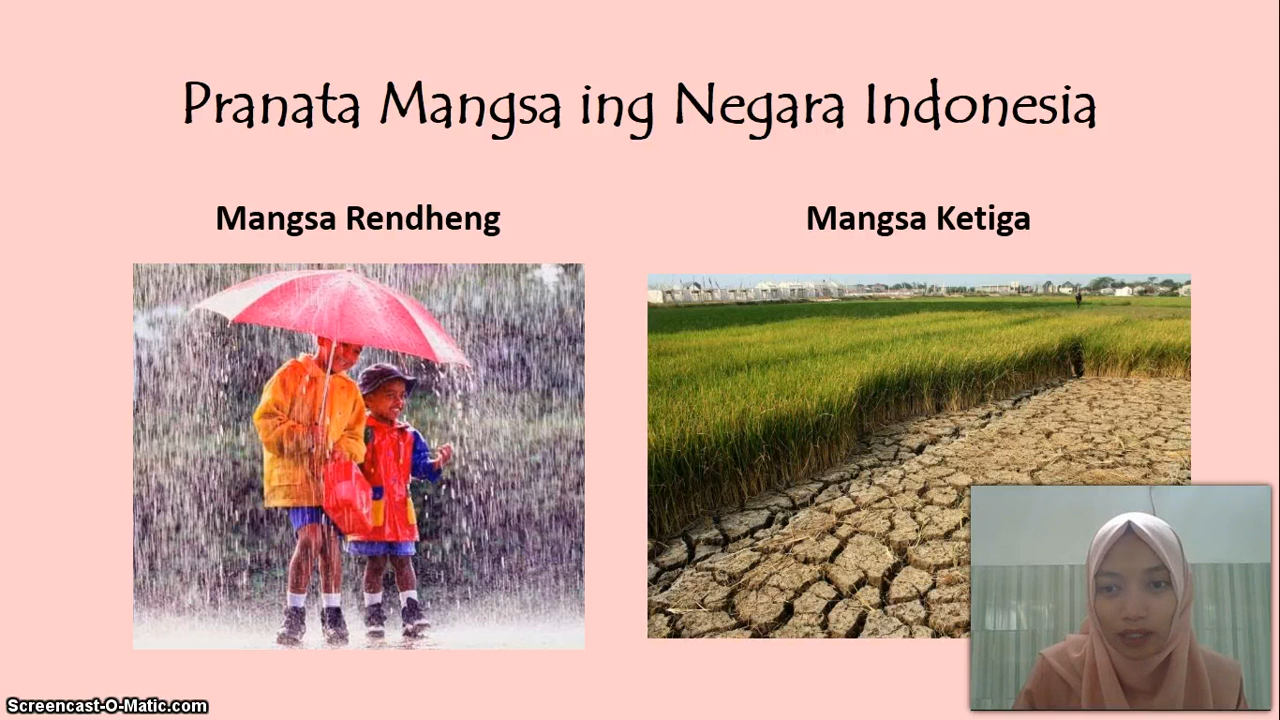 Pranata Mangsa ing Negara Indonesia
Mangsa Rendheng
Mangsa Ketiga
Screencast-O-Matic.com